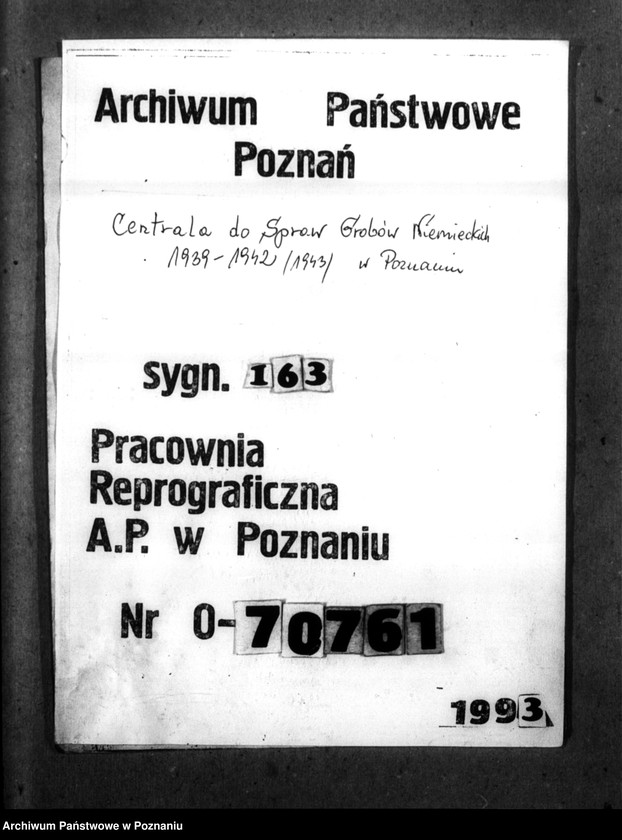 Archiwum Państwowe
Poznań
Centrala do Spraw Grobów Niemieckich
1939-1942 /1943/ w Poznaniu
sygn. 163
Pracownia
Reprograficzna
A.P. w Poznaniu
Nr O-70761
1993
Archiwum Państwowe w Poznaniu